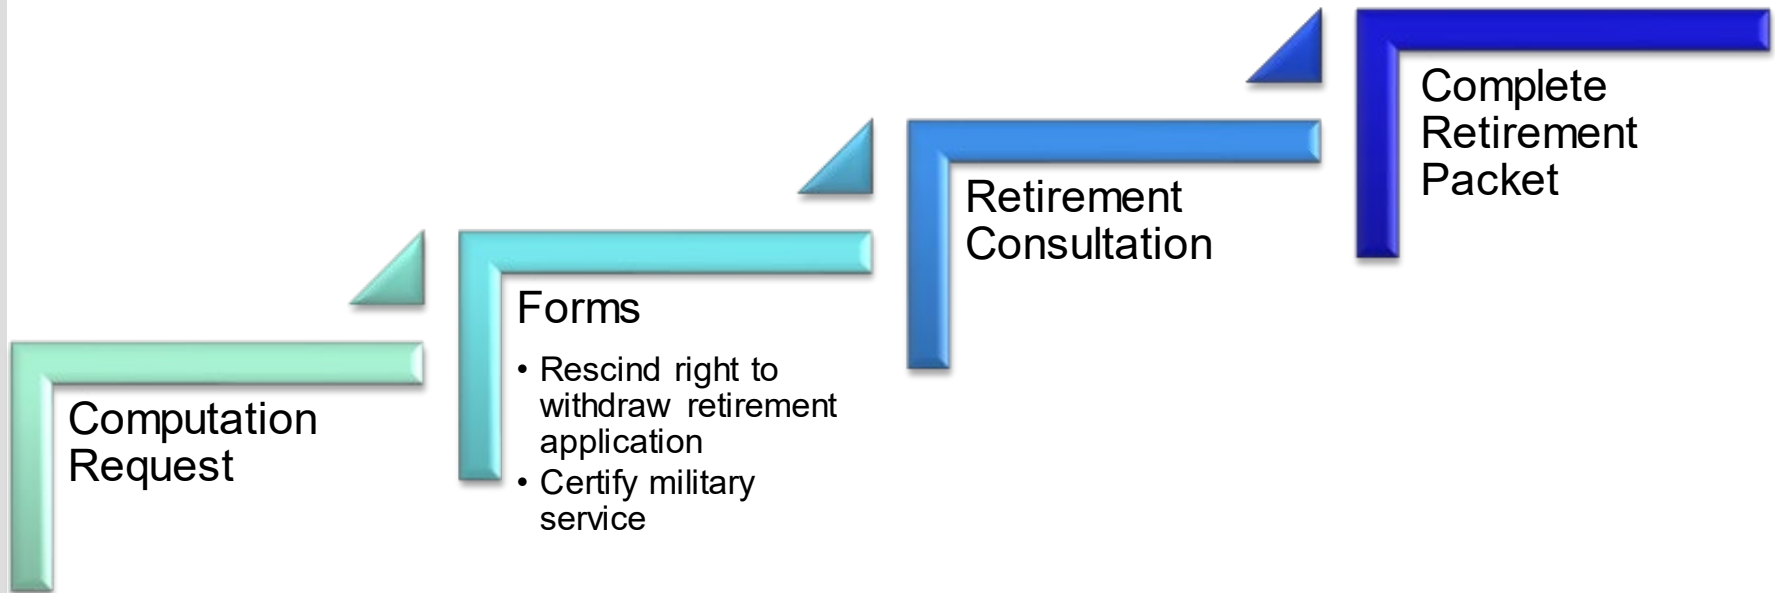 Computation
Request
Forms
• Rescind right to
withdraw retirement
application
• Certify military
service
Retirement
Consultation
Complete
Retirement
Packet